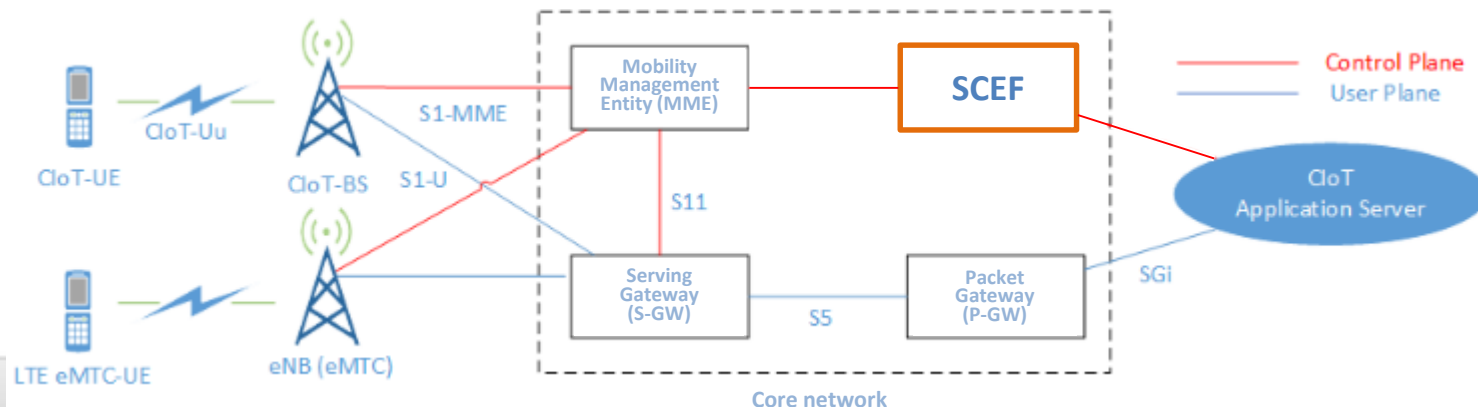 Mobility
Management
Entity (MME)
SCEF
Control Plane
User Plane
S1-MME
CIoT-Uu
CIoT-UE
CIoT-BS
S1-U
S11
CIoT
Application Server
Serving
Gateway
(S-GW)
Packet
Gateway
(P-GW)
SGi
S5
LTE eMTC-UE
eNB (eMTC)
Core network